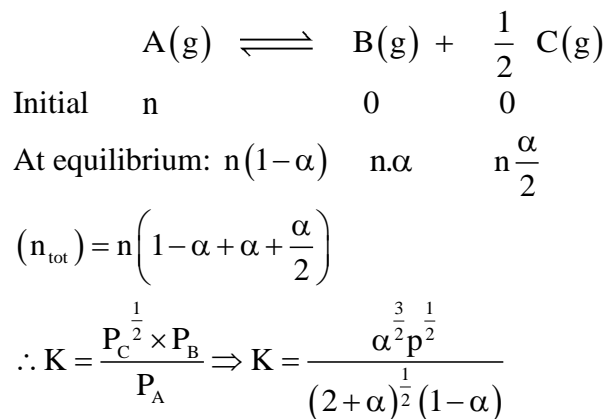 A(g) ⇌ B(g) + 1/2 C(g)
Initial n 0 0
At equilibrium: n(1−α) n.α n α/2
(n_tot) = n(1−α+α+α/2)
∴ K = (P_C^(1/2) × P_B)/P_A ⇒ K = (α^(3/2) p^(1/2))/((2+α)^(1/2) (1−α))